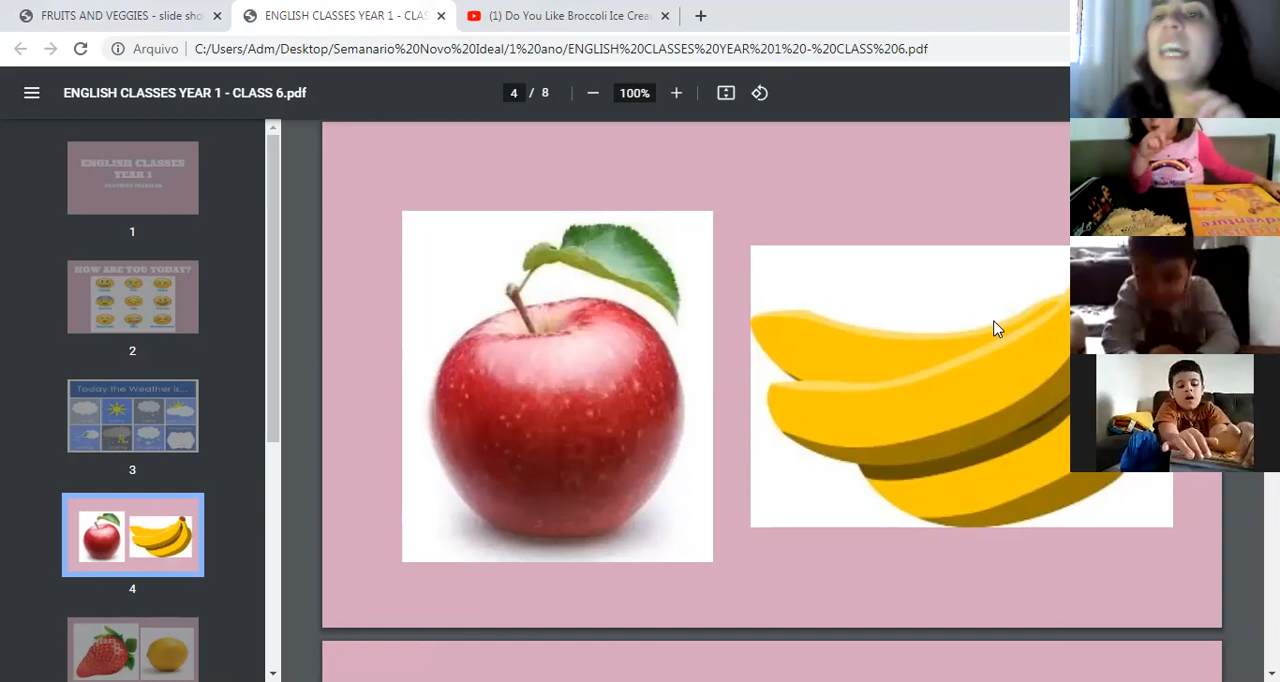 FRUITS AND VEGGIES - slide sho
ENGLISH CLASSES YEAR 1 - CLAS
(1) Do You Like Broccoli Ice Crea
Arquivo
C:/Users/Adm/Desktop/Semanario%20Novo%20Ideal/1%20ano/ENGLISH%20CLASSES%20YEAR%201%20-%20CLASS%206.pdf
ENGLISH CLASSES YEAR 1 - CLASS 6.pdf
4 / 8
100%
ENGLISH CLASSES
YEAR 1
1
HOW ARE YOU TODAY?
2
Today the Weather is...
3
4